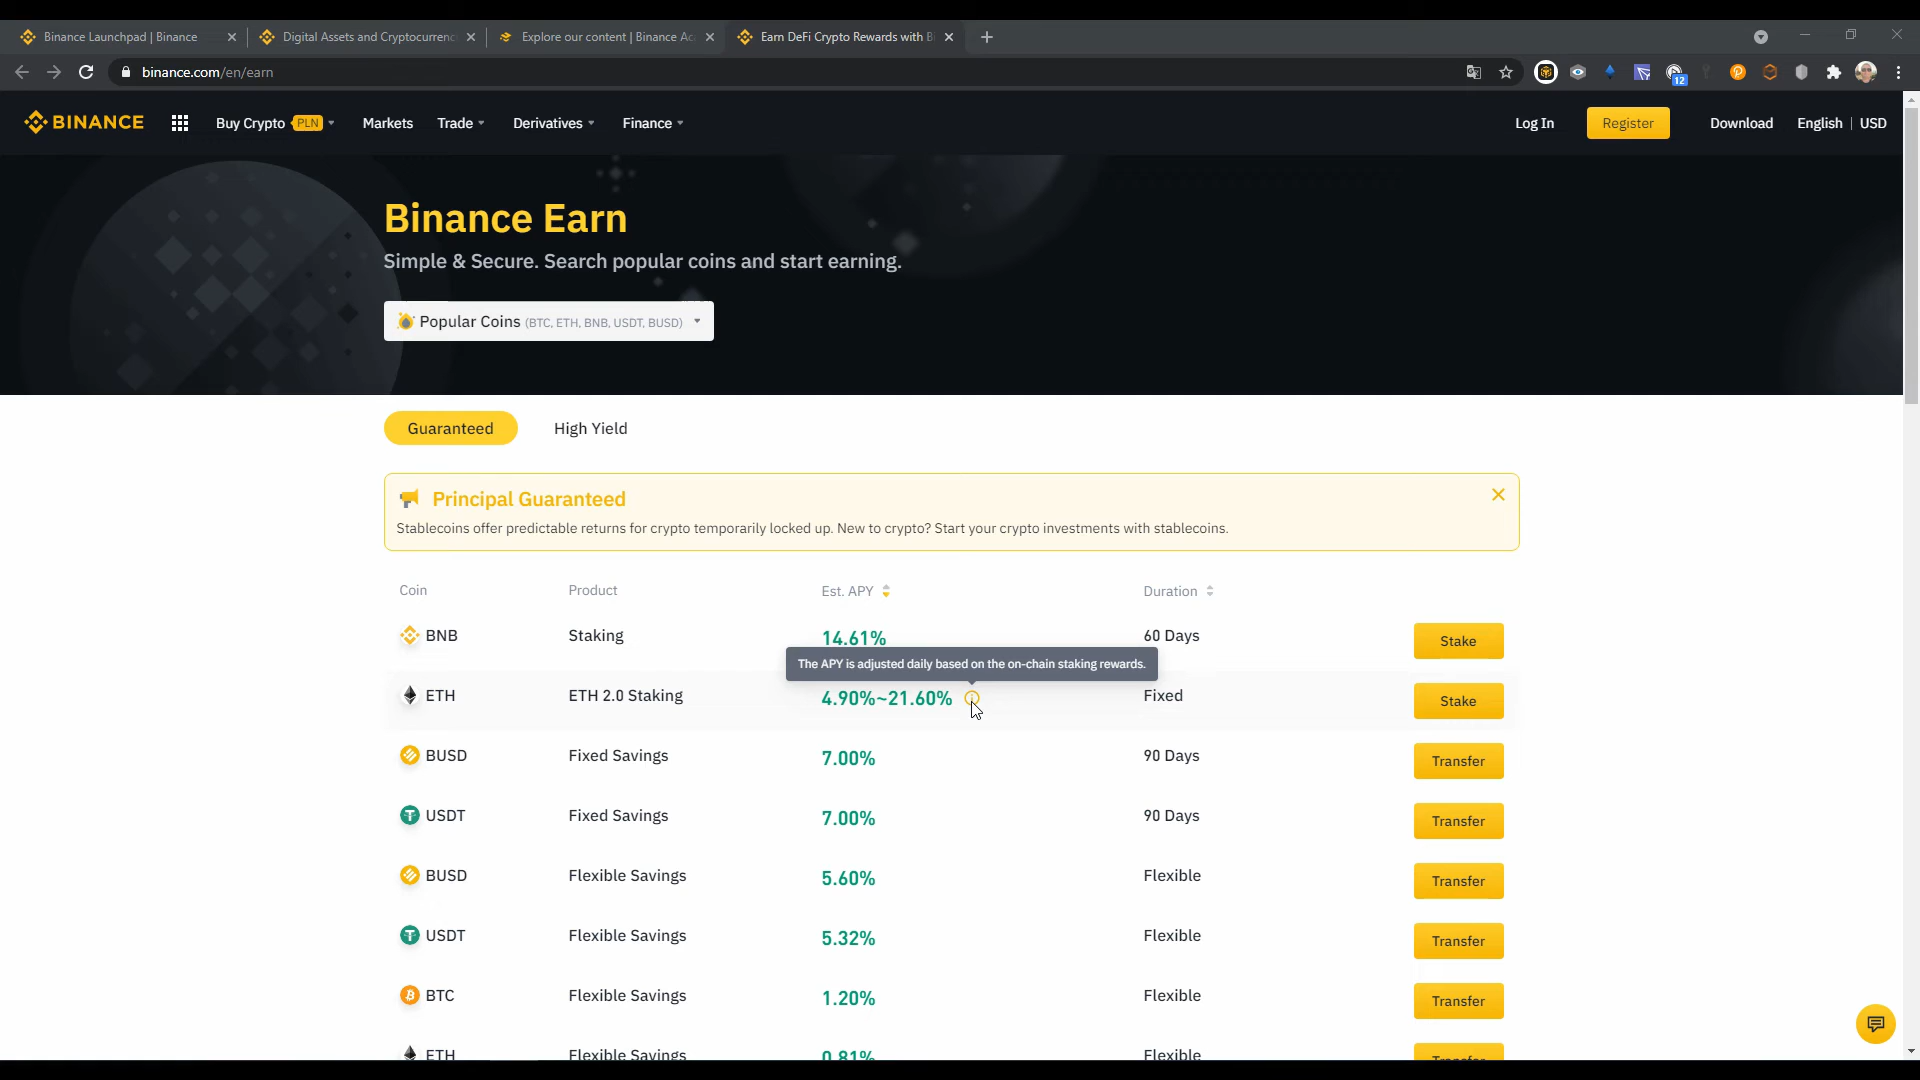 Binance Launchpad | Binance
Digital Assets and Cryptocurrenc
Explore our content | Binance Ac
Earn DeFi Crypto Rewards with B
binance.com/en/earn
12
BINANCE
Buy Crypto PLN
Markets
Trade
Derivatives
Finance
Log In
Register
Download
English | USD
Binance Earn
Simple & Secure. Search popular coins and start earning.
Popular Coins (BTC, ETH, BNB, USDT, BUSD)
Guaranteed
High Yield
Principal Guaranteed
Stablecoins offer predictable returns for crypto temporarily locked up. New to crypto? Start your crypto investments with stablecoins.
Coin Product Est. APY Duration
BNB Staking 14.61% 60 Days Stake
The APY is adjusted daily based on the on-chain staking rewards.
ETH ETH 2.0 Staking 4.90%~21.60% Fixed Stake
BUSD Fixed Savings 7.00% 90 Days Transfer
USDT Fixed Savings 7.00% 90 Days Transfer
BUSD Flexible Savings 5.60% Flexible Transfer
USDT Flexible Savings 5.32% Flexible Transfer
BTC Flexible Savings 1.20% Flexible Transfer
ETH Flexible Savings 0.81% Flexible Transfer